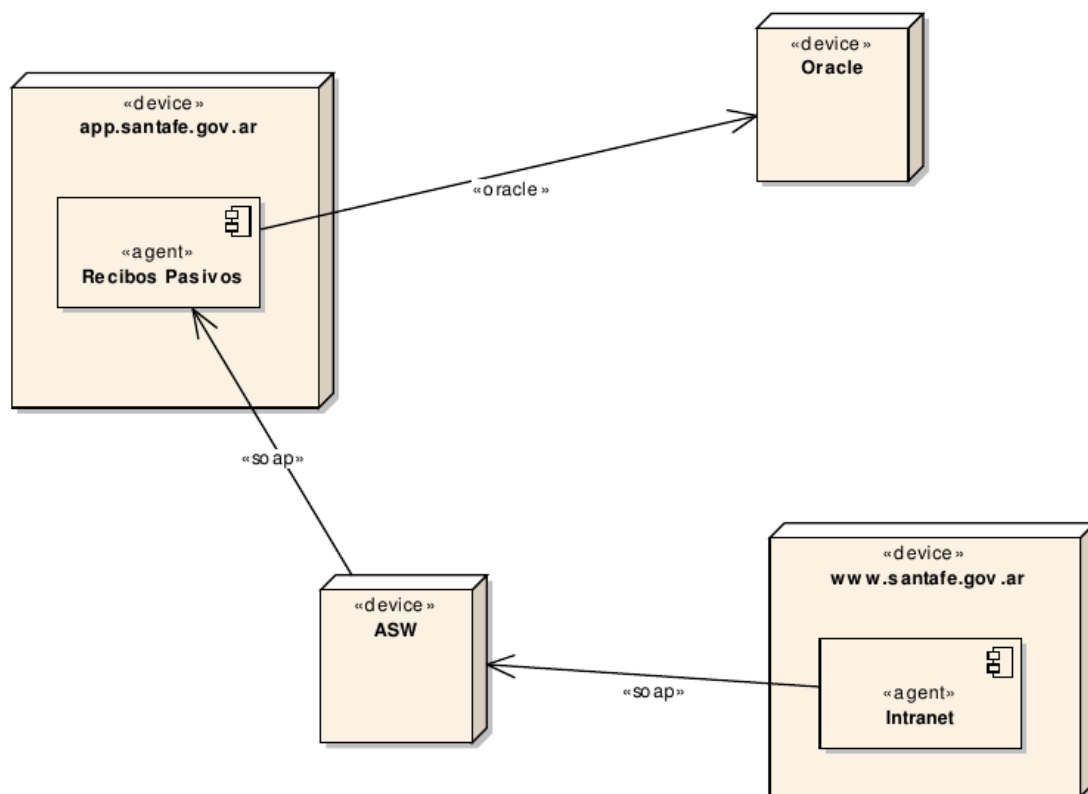 «device»
Oracle
«device»
app.santafe.gov.ar
«oracle»
«agent»
Recibos Pasivos
«soap»
«device»
www.santafe.gov.ar
«device»
ASW
«soap»
«agent»
Intranet